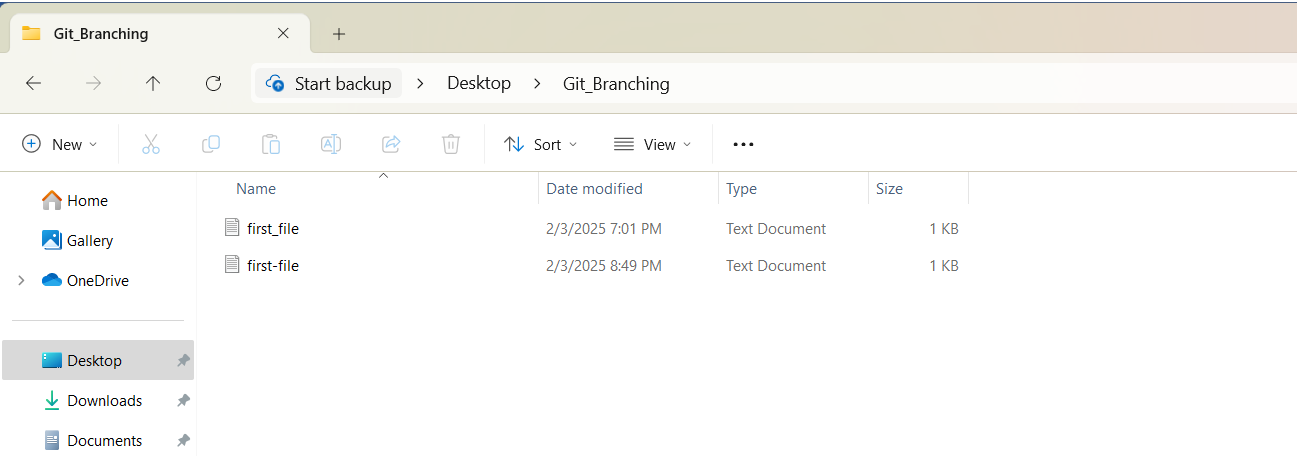 Git_Branching
Start backup > Desktop > Git_Branching
New Sort View
Name Date modified Type Size
Home
Gallery
OneDrive
Desktop
Downloads
Documents
first_file 2/3/2025 7:01 PM Text Document 1 KB
first-file 2/3/2025 8:49 PM Text Document 1 KB